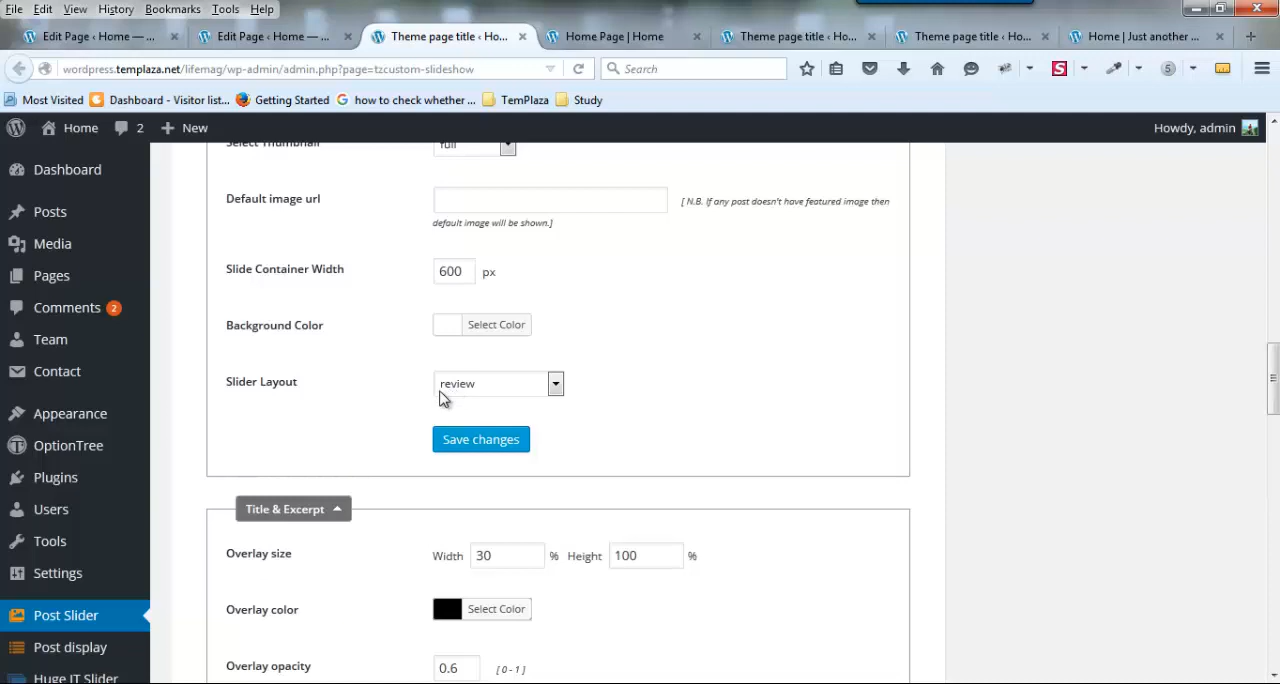 File Edit View History Bookmarks Tools Help
Edit Page ‹ Home — ... × Edit Page ‹ Home — ... × Theme page title ‹ Ho... × Home Page | Home × Theme page title ‹ Ho... × Theme page title ‹ Ho... × Home | Just another ... × +
wordpress.templaza.net/lifemag/wp-admin/admin.php?page=tzcustom-slideshow Search S 5
Most Visited Dashboard - Visitor list... Getting Started how to check whether ... TemPlaza Study
Home 2 + New Howdy, admin
Select Thumbnail full
Dashboard
Default image url [ N.B. If any post doesn't have featured image then
default image will be shown.]
Posts
Media
Slide Container Width 600 px
Pages
Comments 2
Background Color Select Color
Team
Contact
Slider Layout review
Appearance
Save changes
OptionTree
Plugins
Users
Title & Excerpt
Tools
Overlay size Width 30 % Height 100 %
Settings
Overlay color Select Color
Post Slider
Post display
Overlay opacity 0.6 [ 0 - 1 ]
Huge IT Slider